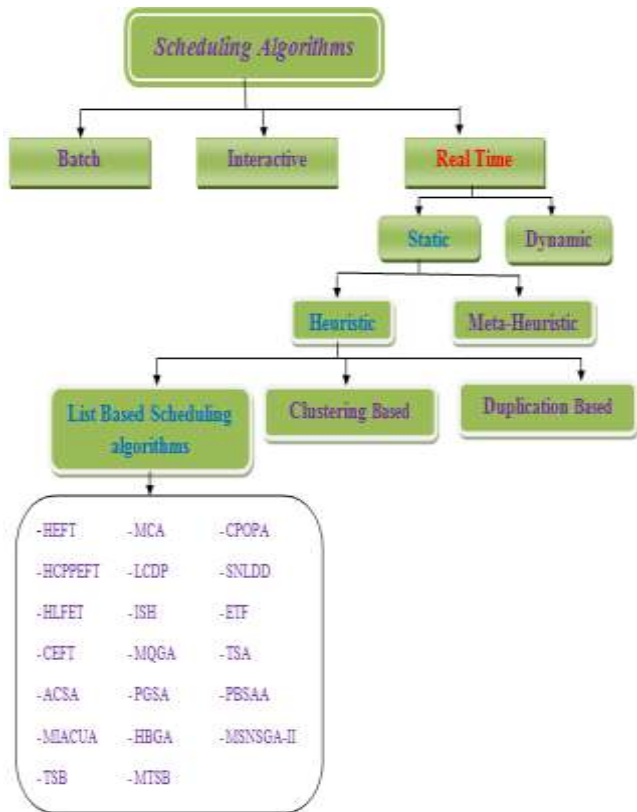 Scheduling Algorithms
Batch
Interactive
Real Time
Static
Dynamic
Heuristic
Meta-Heuristic
List Based Scheduling
algorithms
Clustering Based
Duplication Based
-HEFT -MCA -CPOPA
-HCPPEFT -LCDP -SNLDD
-HLFET -ISH -ETF
-CEFT -MQGA -TSA
-ACSA -PGSA -PBSAA
-MIACUA -HBGA -MSNSGA-II
-TSB -MTSB